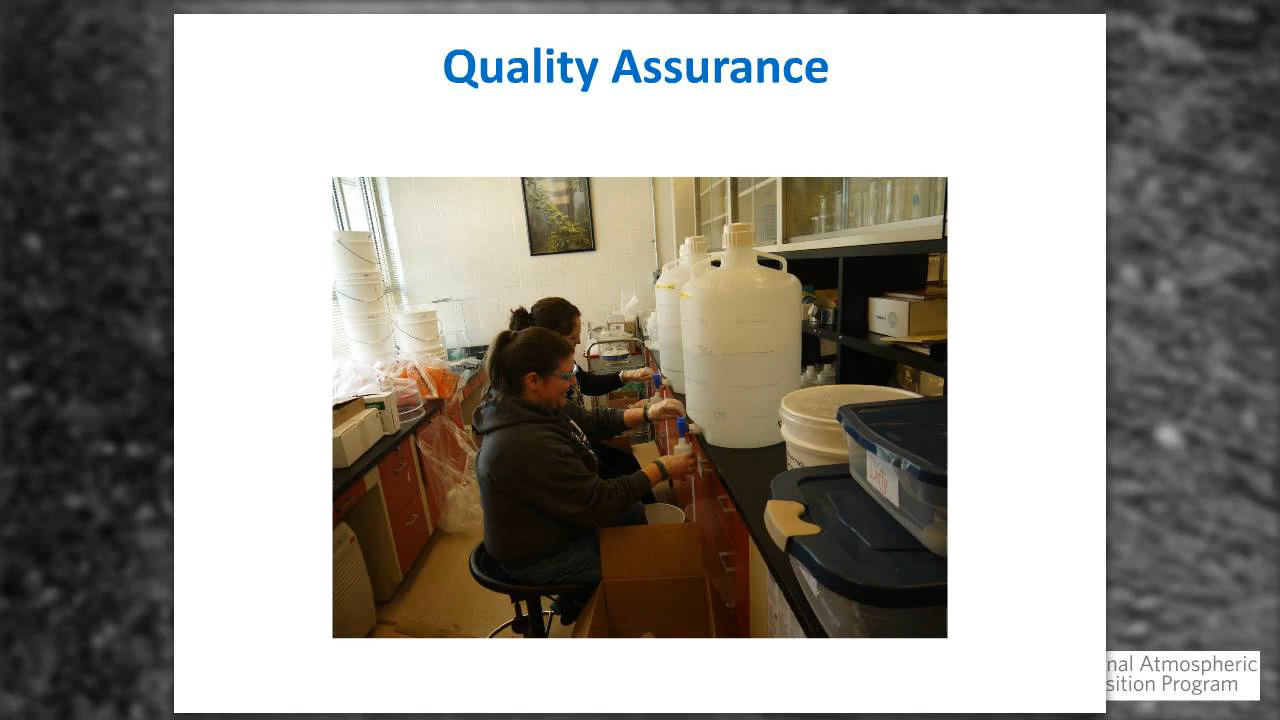 Quality Assurance
Dirty
nal Atmospheric
sition Program